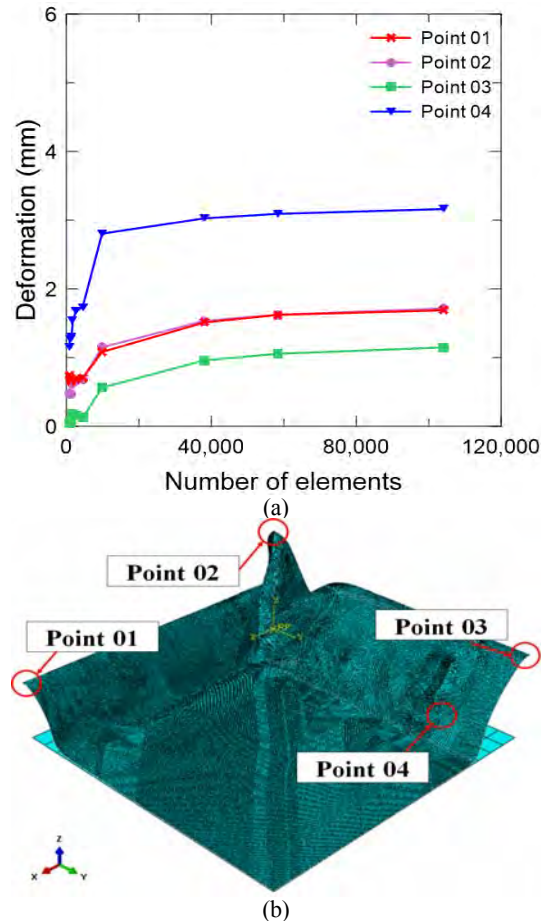 6
4
2
0
Deformation (mm)
Point 01
Point 02
Point 03
Point 04
0
40,000
80,000
120,000
Number of elements
(a)
Point 02
Point 01
Point 03
Point 04
Z
X
RP
Y
Z
X
Y
(b)